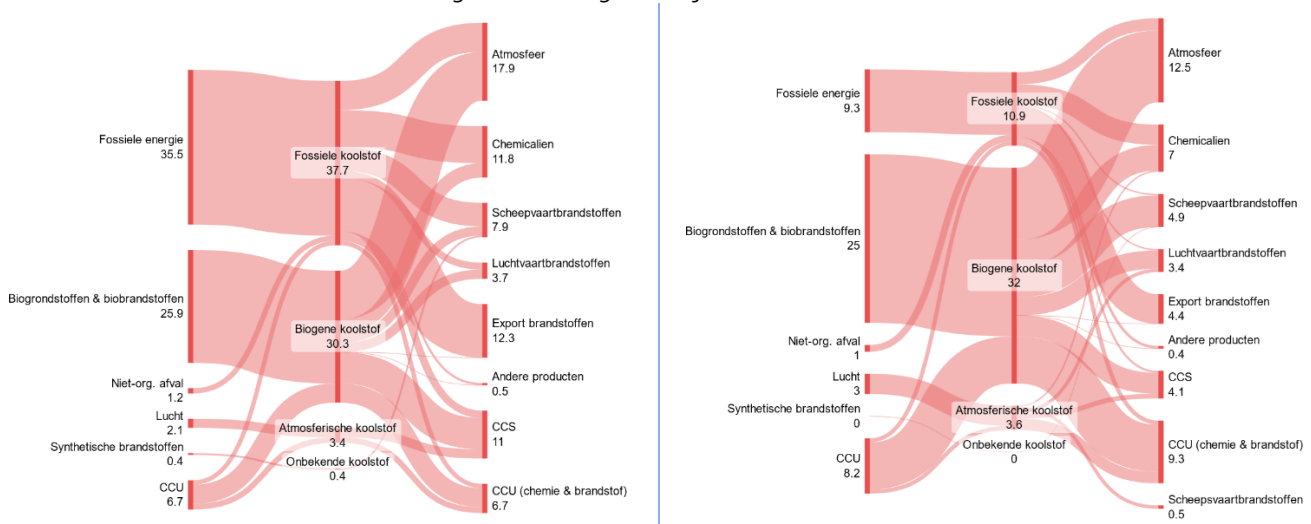 Atmosfeer
17.9
Fossiele energie
35.5
Fossiele koolstof
37.7
Chemicalien
11.8
Scheepvaartbrandstoffen
7.9
Luchtvaartbrandstoffen
3.7
Biogrondstoffen & biobrandstoffen
25.9
Biogene koolstof
30.3
Export brandstoffen
12.3
Niet-org. afval
1.2
Andere producten
0.5
Lucht
2.1
Atmosferische koolstof
3.4
CCS
11
Synthetische brandstoffen
0.4
Onbekende koolstof
0.4
CCU
6.7
CCU (chemie & brandstof)
6.7
Atmosfeer
12.5
Fossiele energie
9.3
Fossiele koolstof
10.9
Chemicalien
7
Scheepvaartbrandstoffen
4.9
Biogrondstoffen & biobrandstoffen
25
Luchtvaartbrandstoffen
3.4
Biogene koolstof
32
Export brandstoffen
4.4
Niet-org. afval
1
Andere producten
0.4
Lucht
3
CCS
4.1
Synthetische brandstoffen
0
Atmosferische koolstof
3.6
Onbekende koolstof
0
CCU
8.2
CCU (chemie & brandstof)
9.3
Scheepsvaartbrandstoffen
0.5